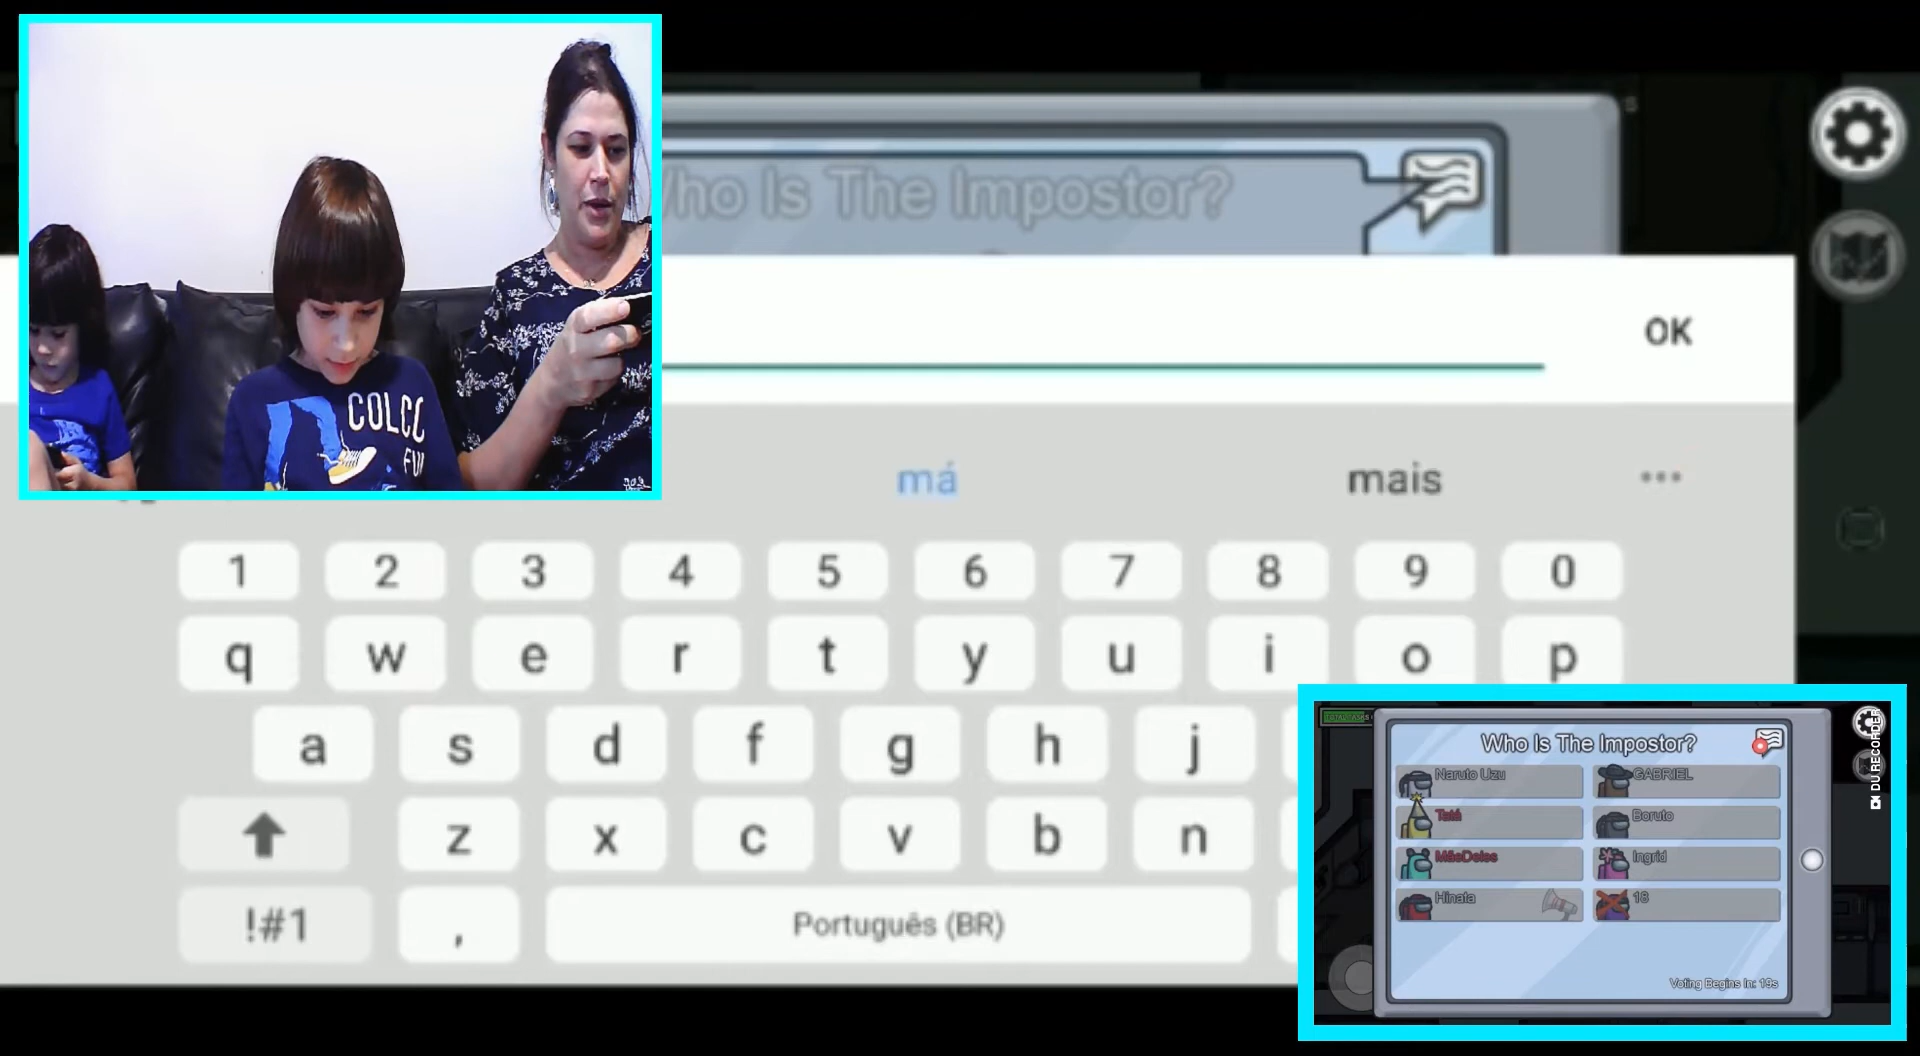 Who Is The Impostor?
OK
má
mais
1 2 3 4 5 6 7 8 9 0
q w e r t y u i o p
a s d f g h j
z x c v b n
!#1 , Português (BR)
COLCC
FU
Who Is The Impostor?
Naruto Uzu
GABRIEL
Tatá
Boruto
MãeDeles
Ingrid
Hinata
18
Voting Begins In: 19s
DU RECORDER